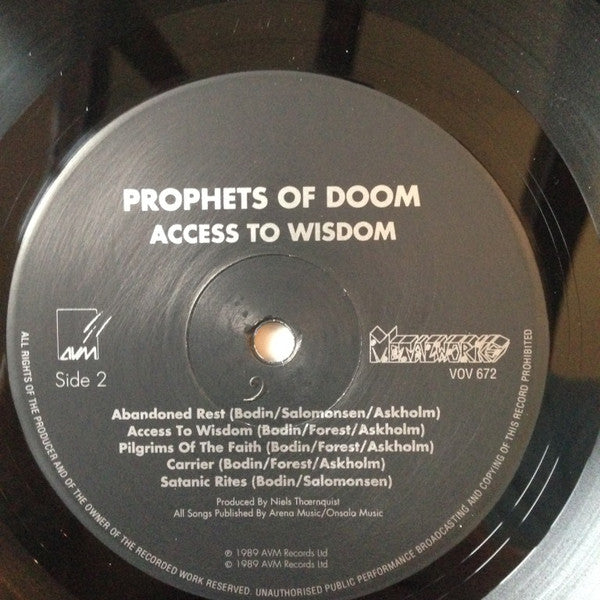 PROPHETS OF DOOM
ACCESS TO WISDOM
AVM
Side 2
METALWORKS
VOV 672
Abandoned Rest (Bodin/Salomonsen/Askholm)
Access To Wisdom (Bodin/Forest/Askholm)
Pilgrims Of The Faith (Bodin/Forest/Askholm)
Carrier (Bodin/Forest/Askholm)
Satanic Rites (Bodin/Salomonsen)
Produced By Niels Thærnquist
All Songs Published By Arena Music/Onsala Music
℗ 1989 AVM Records Ltd
© 1989 AVM Records Ltd
ALL RIGHTS OF THE PRODUCER AND OF THE OWNER OF THE RECORDED WORK RESERVED. UNAUTHORISED PUBLIC PERFORMANCE BROADCASTING AND COPYING OF THIS RECORD PROHIBITED